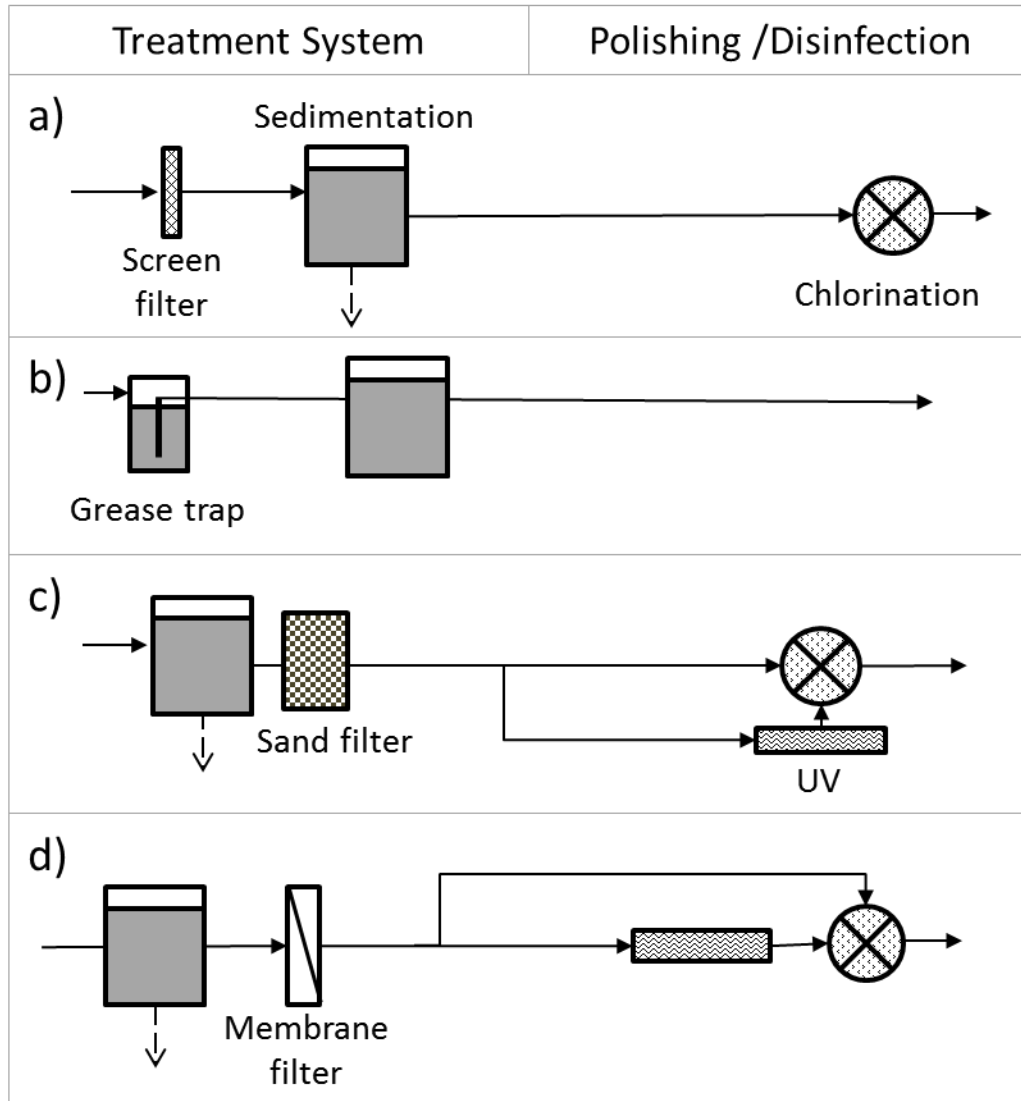 Treatment System
Polishing /Disinfection
a)
Sedimentation
Screen
filter
Chlorination
b)
Grease trap
c)
Sand filter
UV
d)
Membrane
filter